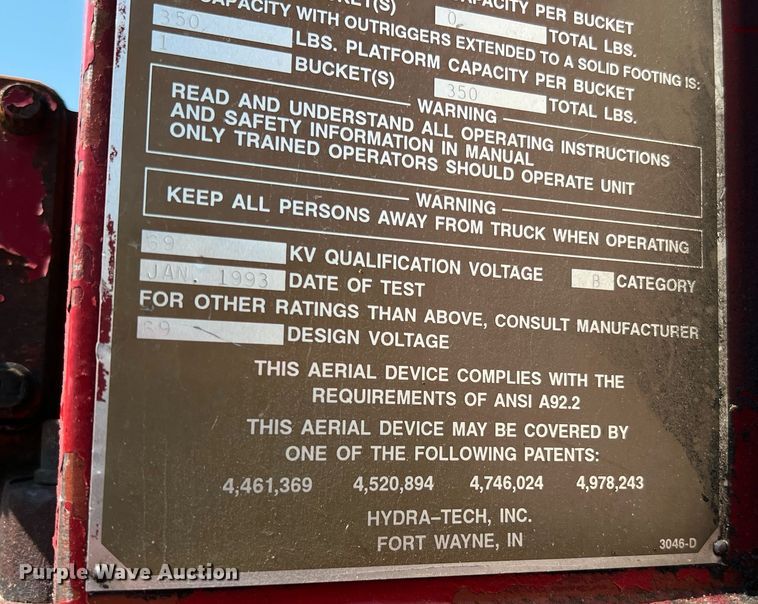 BUCKET(S)
CAPACITY PER BUCKET
0 TOTAL LBS.
CAPACITY WITH OUTRIGGERS EXTENDED TO A SOLID FOOTING IS:
350 LBS. PLATFORM CAPACITY PER BUCKET
1 BUCKET(S) 350 TOTAL LBS.
WARNING
READ AND UNDERSTAND ALL OPERATING INSTRUCTIONS
AND SAFETY INFORMATION IN MANUAL
ONLY TRAINED OPERATORS SHOULD OPERATE UNIT
WARNING
KEEP ALL PERSONS AWAY FROM TRUCK WHEN OPERATING
69 KV QUALIFICATION VOLTAGE B CATEGORY
JAN. 1993 DATE OF TEST
FOR OTHER RATINGS THAN ABOVE, CONSULT MANUFACTURER
69 DESIGN VOLTAGE
THIS AERIAL DEVICE COMPLIES WITH THE
REQUIREMENTS OF ANSI A92.2
THIS AERIAL DEVICE MAY BE COVERED BY
ONE OF THE FOLLOWING PATENTS:
4,461,369 4,520,894 4,746,024 4,978,243
HYDRA-TECH, INC.
FORT WAYNE, IN
3046-D
Purple Wave Auction